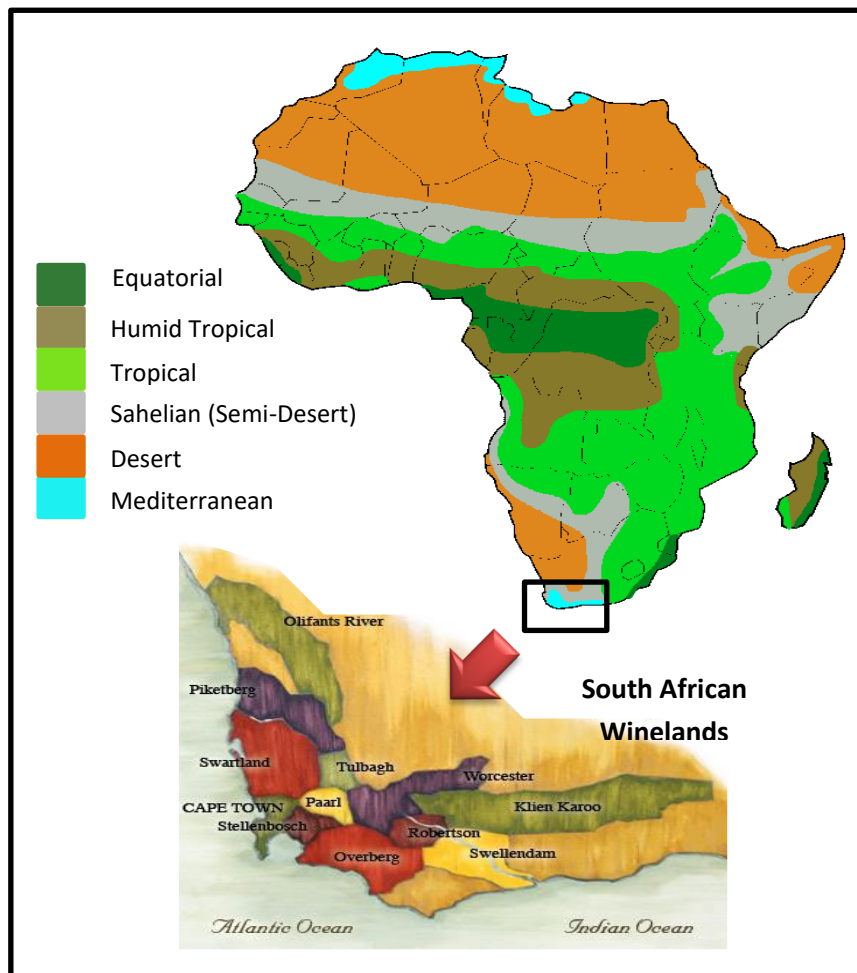 Equatorial
Humid Tropical
Tropical
Sahelian (Semi-Desert)
Desert
Mediterranean
South African
Winelands
Olifants River
Piketberg
Swartland
Tulbagh
Worcester
CAPE TOWN
Paarl
Klien Karoo
Stellenbosch
Robertson
Overberg
Swellendam
Atlantic Ocean
Indian Ocean